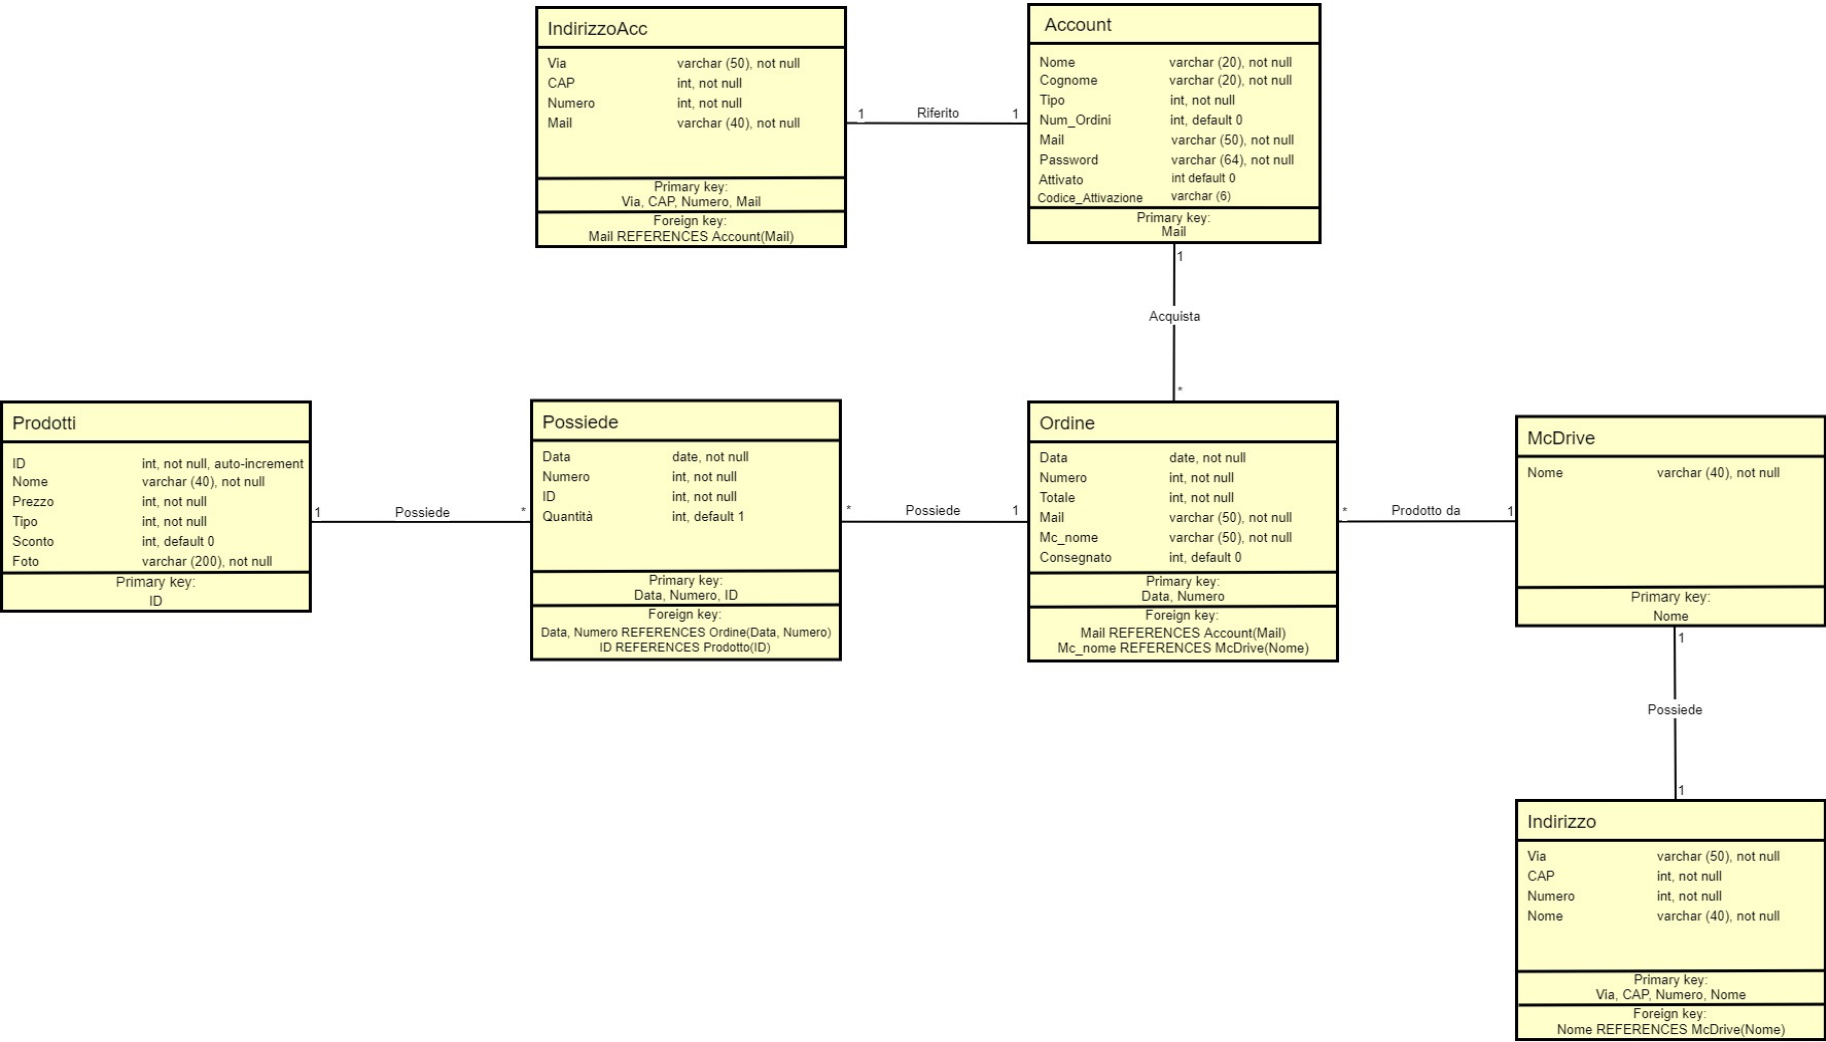 IndirizzoAcc
Via varchar (50), not null
CAP int, not null
Numero int, not null
Mail varchar (40), not null
Primary key:
Via, CAP, Numero, Mail
Foreign key:
Mail REFERENCES Account(Mail)
1 Riferito 1
Account
Nome varchar (20), not null
Cognome varchar (20), not null
Tipo int, not null
Num_Ordini int, default 0
Mail varchar (50), not null
Password varchar (64), not null
Attivato int default 0
Codice_Attivazione varchar (6)
Primary key:
Mail
1
Acquista
*
Prodotti
ID int, not null, auto-increment
Nome varchar (40), not null
Prezzo int, not null
Tipo int, not null
Sconto int, default 0
Foto varchar (200), not null
Primary key:
ID
1 Possiede *
Possiede
Data date, not null
Numero int, not null
ID int, not null
Quantità int, default 1
Primary key:
Data, Numero, ID
Foreign key:
Data, Numero REFERENCES Ordine(Data, Numero)
ID REFERENCES Prodotto(ID)
* Possiede 1
Ordine
Data date, not null
Numero int, not null
Totale int, not null
Mail varchar (50), not null
Mc_nome varchar (50), not null
Consegnato int, default 0
Primary key:
Data, Numero
Foreign key:
Mail REFERENCES Account(Mail)
Mc_nome REFERENCES McDrive(Nome)
* Prodotto da 1
McDrive
Nome varchar (40), not null
Primary key:
Nome
1
Possiede
1
Indirizzo
Via varchar (50), not null
CAP int, not null
Numero int, not null
Nome varchar (40), not null
Primary key:
Via, CAP, Numero, Nome
Foreign key:
Nome REFERENCES McDrive(Nome)